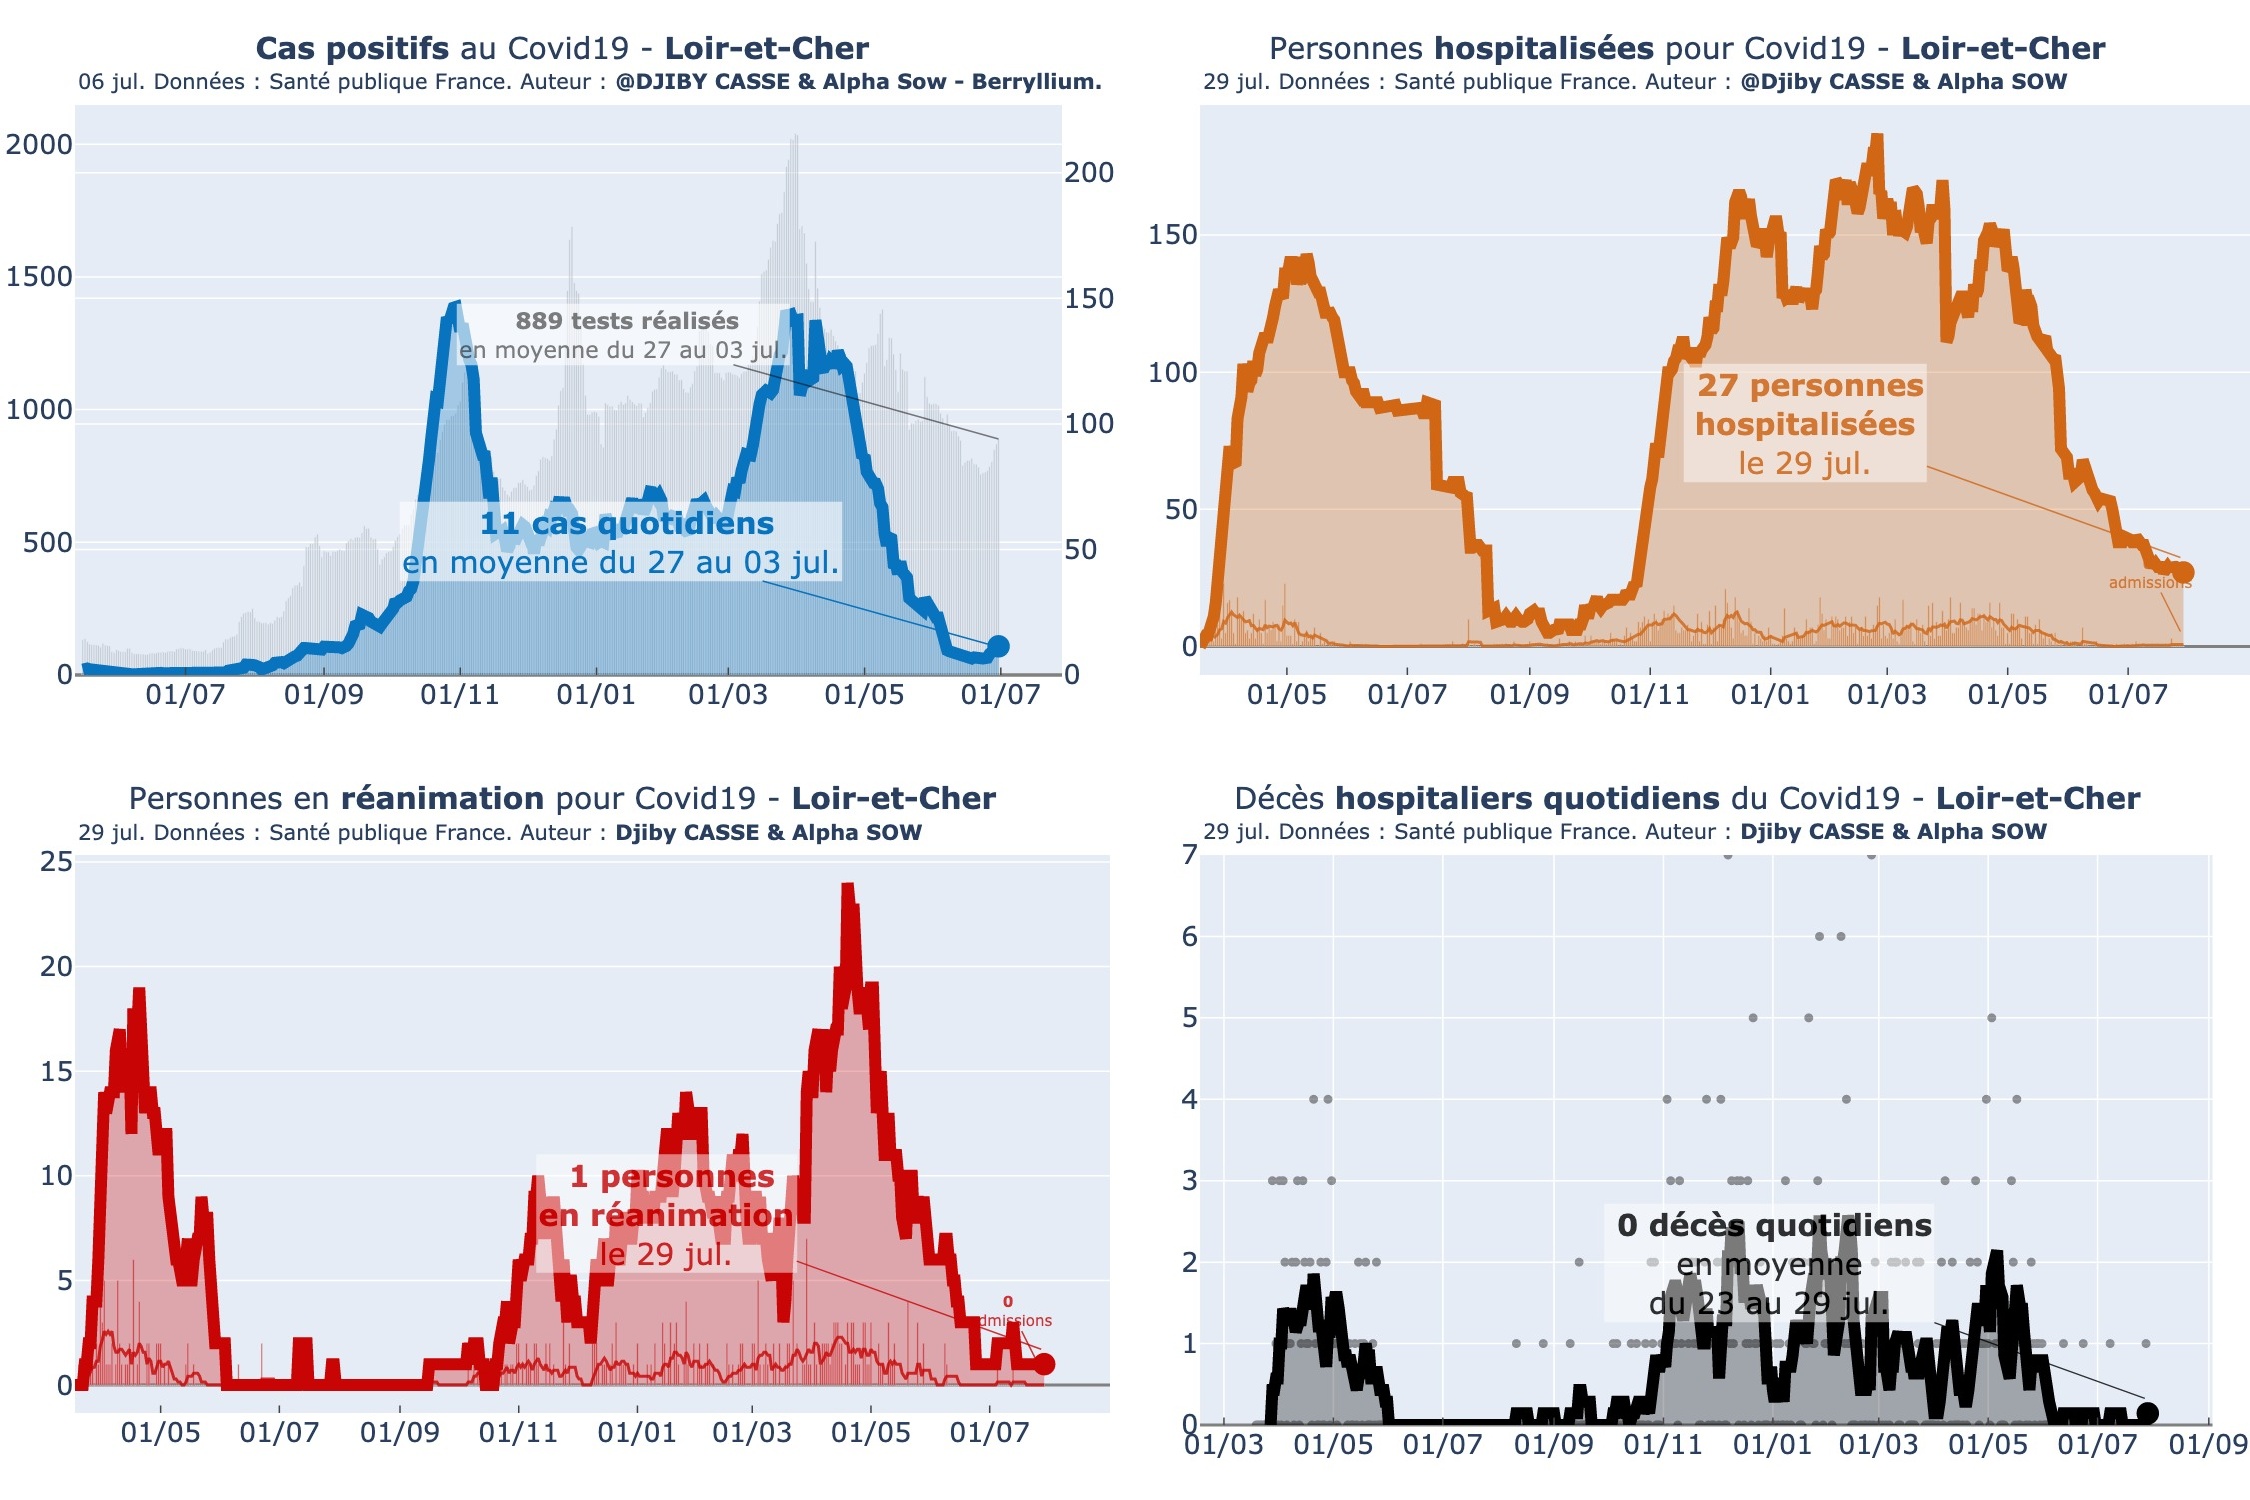 Cas positifs au Covid19 - Loir-et-Cher
06 jul. Données : Santé publique France. Auteur : @DJIBY CASSE & Alpha Sow - Berryllium.
2000
1500
1000
500
0
200
150
100
50
0
889 tests réalisés
en moyenne du 27 au 03 jul.
11 cas quotidiens
en moyenne du 27 au 03 jul.
01/07 01/09 01/11 01/01 01/03 01/05 01/07
Personnes hospitalisées pour Covid19 - Loir-et-Cher
29 jul. Données : Santé publique France. Auteur : @Djiby CASSE & Alpha SOW
150
100
50
0
27 personnes
hospitalisées
le 29 jul.
admissions
01/05 01/07 01/09 01/11 01/01 01/03 01/05 01/07
Personnes en réanimation pour Covid19 - Loir-et-Cher
29 jul. Données : Santé publique France. Auteur : Djiby CASSE & Alpha SOW
25
20
15
10
5
0
1 personnes
en réanimation
le 29 jul.
0
admissions
01/05 01/07 01/09 01/11 01/01 01/03 01/05 01/07
Décès hospitaliers quotidiens du Covid19 - Loir-et-Cher
29 jul. Données : Santé publique France. Auteur : Djiby CASSE & Alpha SOW
7
6
5
4
3
2
1
0
0 décès quotidiens
en moyenne
du 23 au 29 jul.
01/03 01/05 01/07 01/09 01/11 01/01 01/03 01/05 01/07 01/09